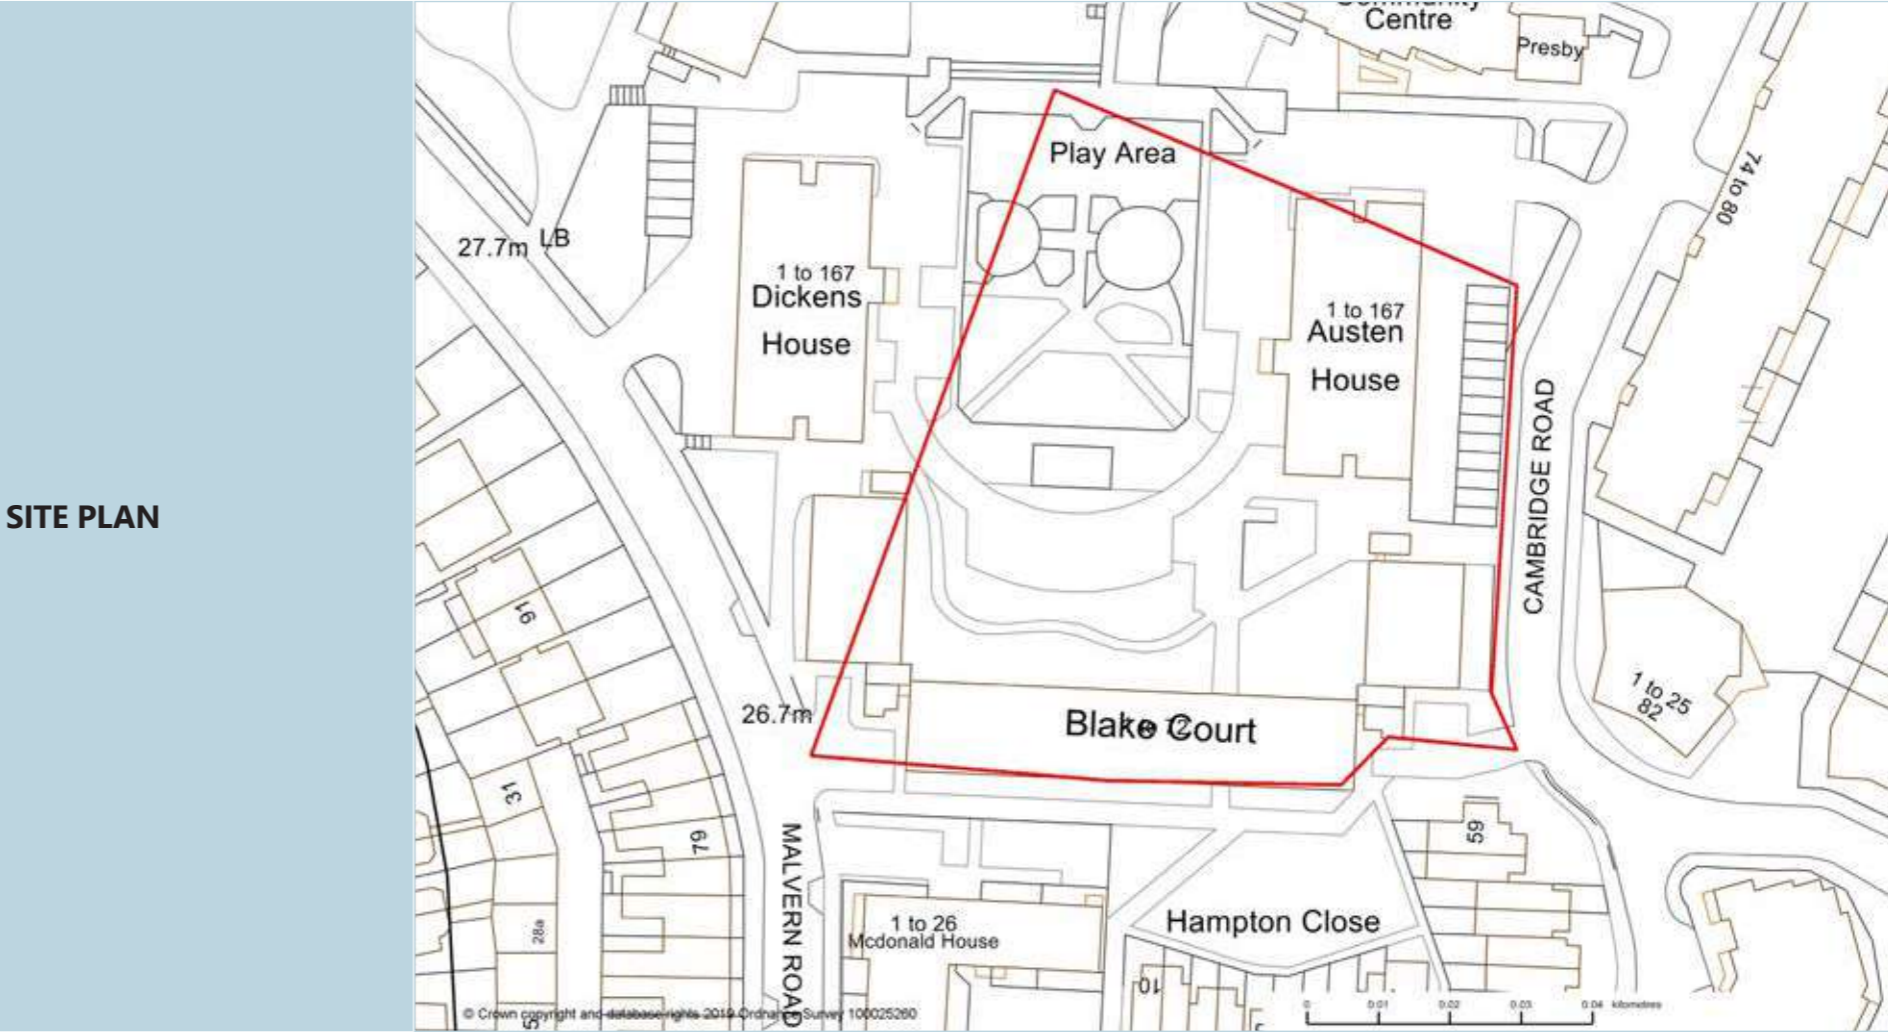 SITE PLAN
Centre
Presby
Play Area
74 to 80
27.7m
LB
1 to 167
Dickens
House
1 to 167
Austen
House
CAMBRIDGE ROAD
91
1 to 25
82
26.7m
Blake Court
31
79
59
MALVERN ROAD
28a
1 to 26
Mcdonald House
Hampton Close
10
5
© Crown copyright and database rights 2019 Ordnance Survey 100025260
0 0.01 0.02 0.03 0.04 kilometres